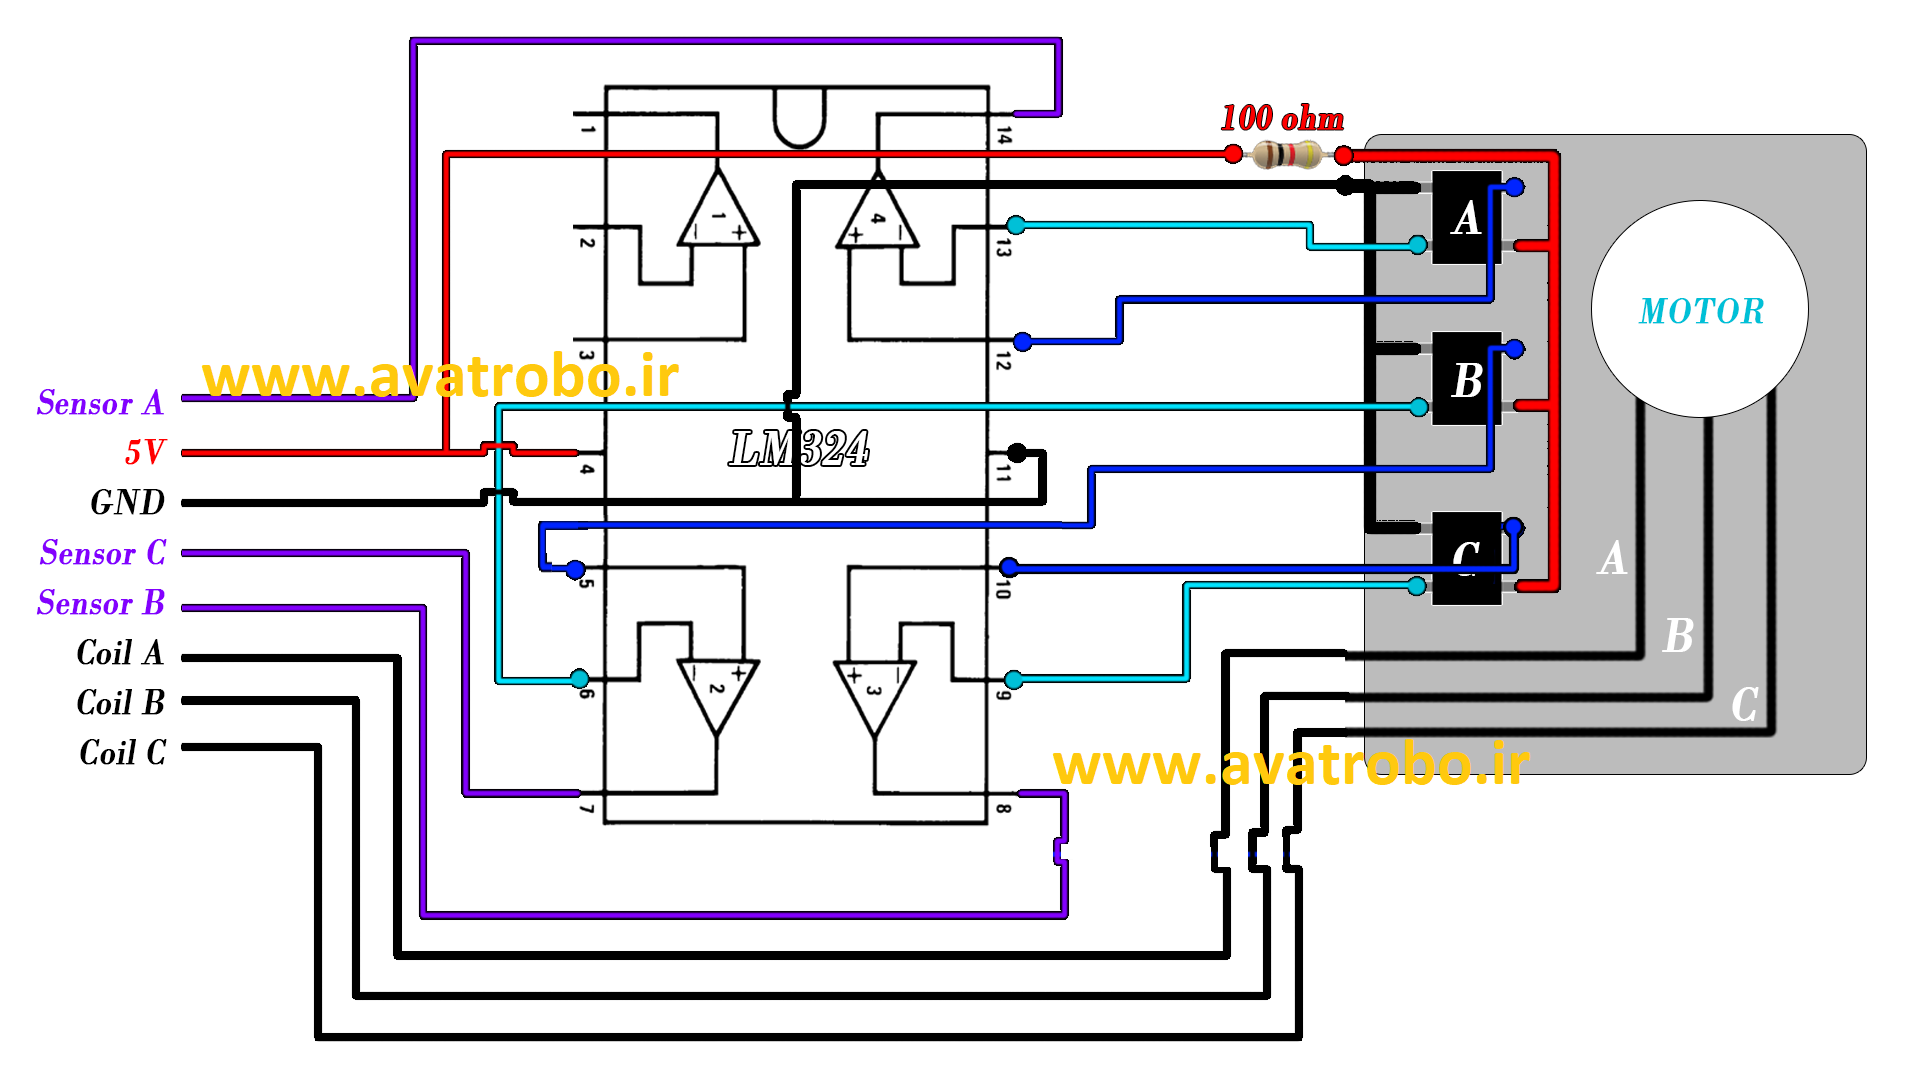 100 ohm
1
14
1
4
- +
+ -
2
13
A
MOTOR
3
12
www.avatrobo.ir
Sensor A
B
LM324
5V
4
11
GND
Sensor C
C
A
5
10
Sensor B
B
Coil A
- +
+ -
2
3
6
9
Coil B
C
Coil C
www.avatrobo.ir
7
8